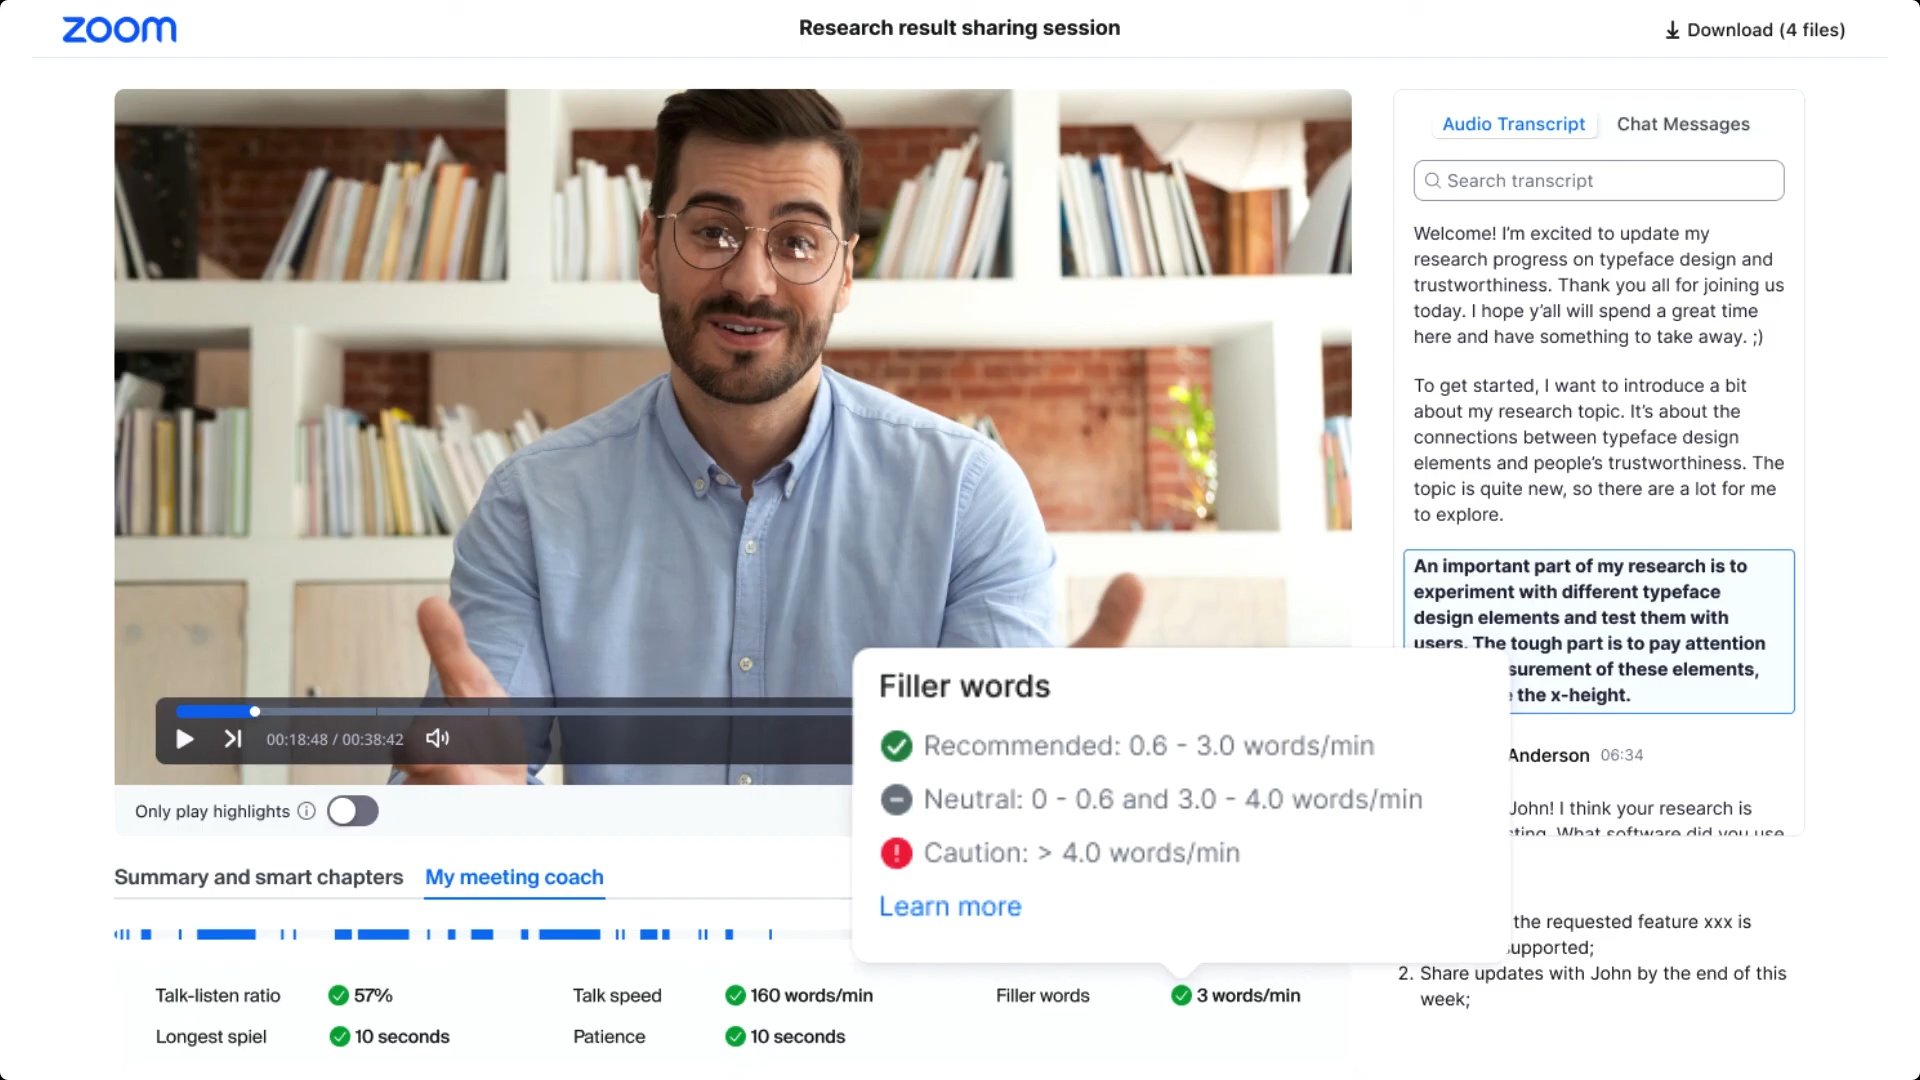 zoom
Research result sharing session
Download (4 files)
Audio Transcript
Chat Messages
Search transcript
Welcome! I'm excited to update my
research progress on typeface design and
trustworthiness. Thank you all for joining us
today. I hope y'all will spend a great time
here and have something to take away. ;)
To get started, I want to introduce a bit
about my research topic. It's about the
connections between typeface design
elements and people's trustworthiness. The
topic is quite new, so there are a lot for me
to explore.
An important part of my research is to
experiment with different typeface
design elements and test them with
users. The tough part is to pay attention
surement of these elements,
the x-height.
Anderson 06:34
John! I think your research is
What software did you use
the requested feature xxx is
upported;
2. Share updates with John by the end of this
week;
00:18:48 / 00:38:42
Only play highlights
Summary and smart chapters
My meeting coach
Filler words
Recommended: 0.6 - 3.0 words/min
Neutral: 0 - 0.6 and 3.0 - 4.0 words/min
Caution: > 4.0 words/min
Learn more
Talk-listen ratio
57%
Talk speed
160 words/min
Filler words
3 words/min
Longest spiel
10 seconds
Patience
10 seconds